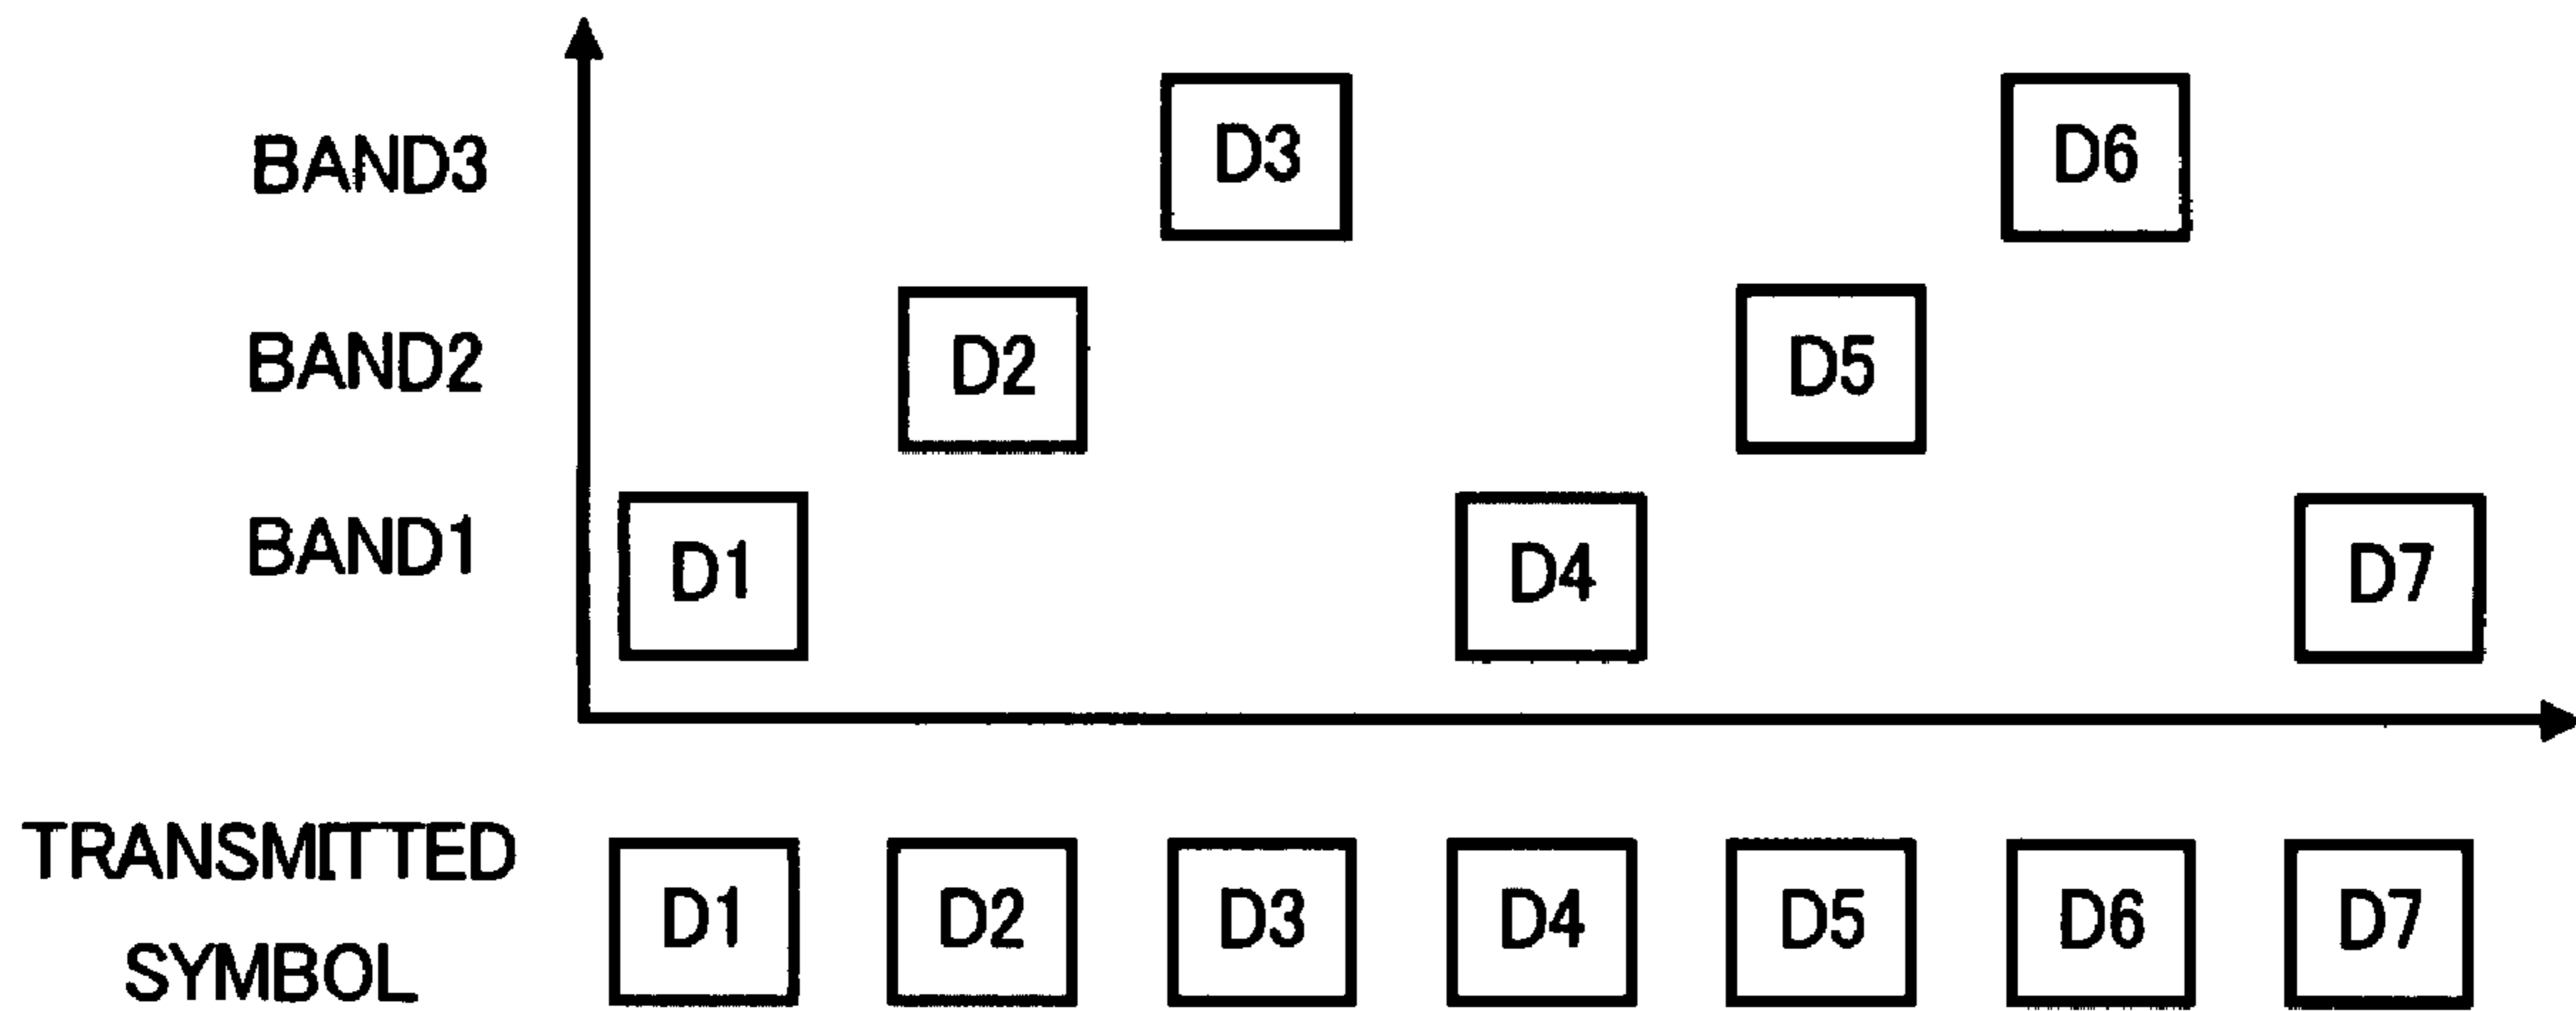 BAND3 D3 D6
BAND2 D2 D5
BAND1 D1 D4 D7
TRANSMITTED
SYMBOL
D1 D2 D3 D4 D5 D6 D7